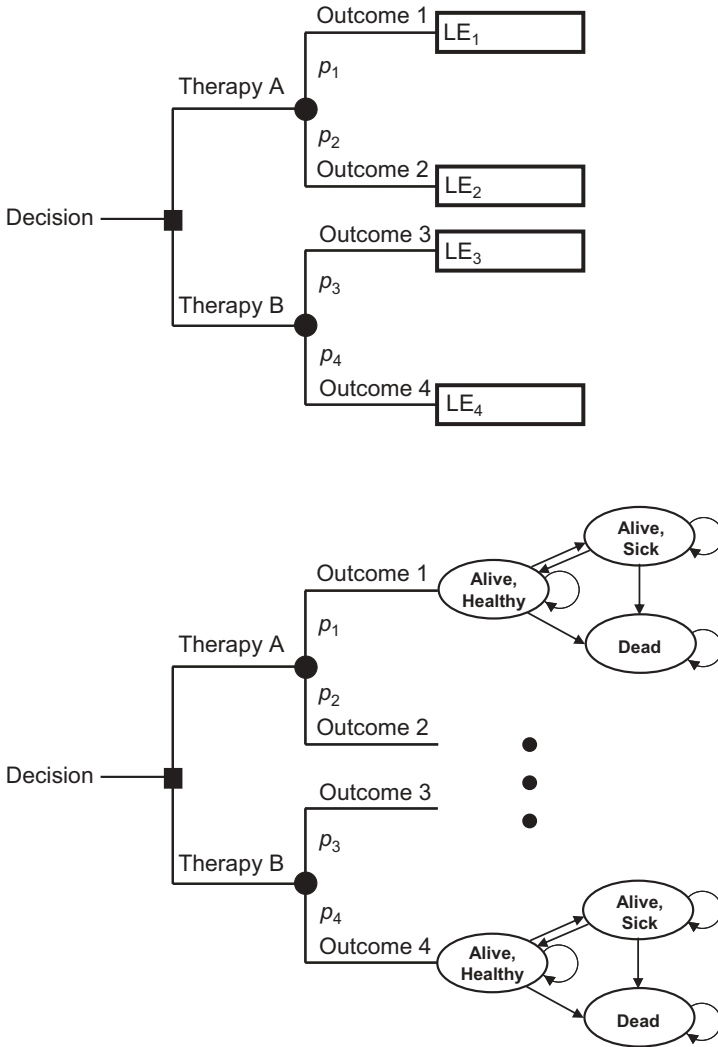 Outcome 1
LE1
p1
Therapy A
p2
Outcome 2
LE2
Decision
Outcome 3
LE3
p3
Therapy B
p4
Outcome 4
LE4
Alive,
Sick
Outcome 1
Alive,
Healthy
p1
Dead
Therapy A
p2
Outcome 2
Decision
Outcome 3
p3
Therapy B
Alive,
Sick
p4
Outcome 4
Alive,
Healthy
Dead